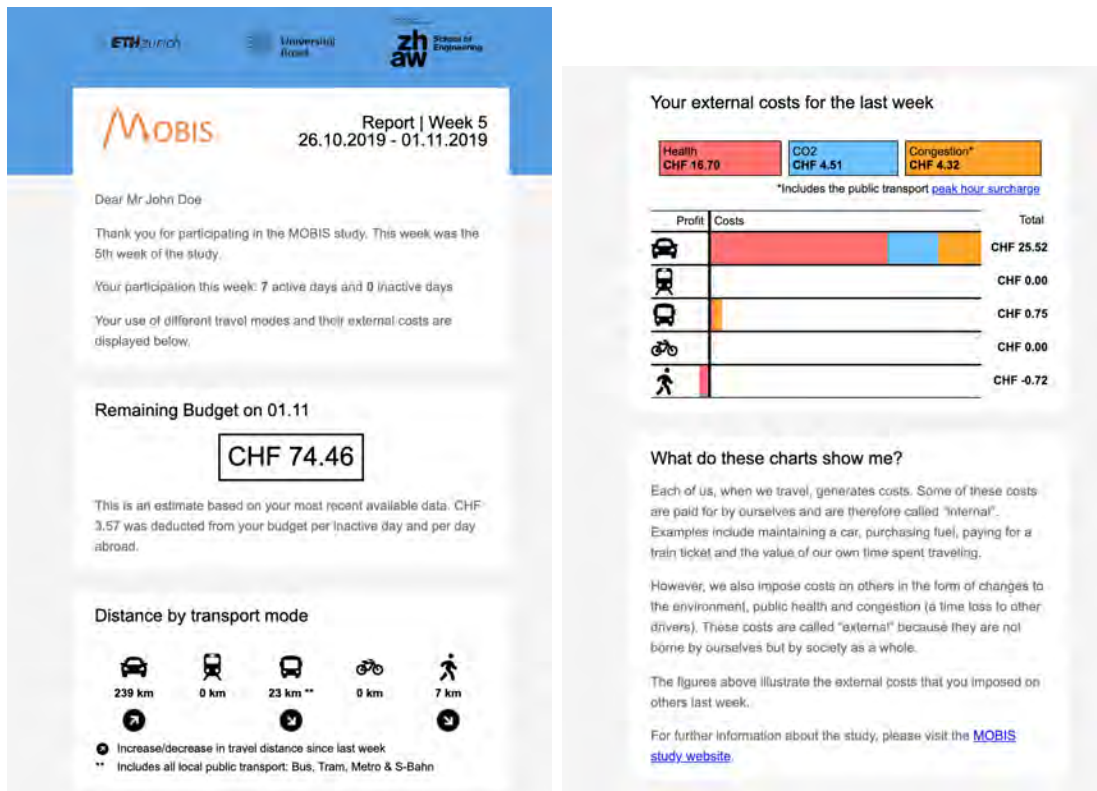 ETH zürich
Universität
Basel
zh
aw
School of
Engineering
MOBIS
Report | Week 5
26.10.2019 - 01.11.2019
Dear Mr John Doe
Thank you for participating in the MOBIS study. This week was the
5th week of the study.
Your participation this week: 7 active days and 0 inactive days
Your use of different travel modes and their external costs are
displayed below.
Remaining Budget on 01.11
CHF 74.46
This is an estimate based on your most recent available data. CHF
3.57 was deducted from your budget per inactive day and per day
abroad.
Distance by transport mode
239 km
0 km
23 km **
0 km
7 km
Increase/decrease in travel distance since last week
** Includes all local public transport: Bus, Tram, Metro & S-Bahn
Your external costs for the last week
Health
CHF 16.70
CO2
CHF 4.51
Congestion*
CHF 4.32
*Includes the public transport peak hour surcharge
Profit Costs Total
CHF 25.52
CHF 0.00
CHF 0.75
CHF 0.00
CHF -0.72
What do these charts show me?
Each of us, when we travel, generates costs. Some of these costs
are paid for by ourselves and are therefore called "internal".
Examples include maintaining a car, purchasing fuel, paying for a
train ticket and the value of our own time spent traveling.
However, we also impose costs on others in the form of changes to
the environment, public health and congestion (a time loss to other
drivers). These costs are called "external" because they are not
borne by ourselves but by society as a whole.
The figures above illustrate the external costs that you imposed on
others last week.
For further information about the study, please visit the MOBIS
study website.